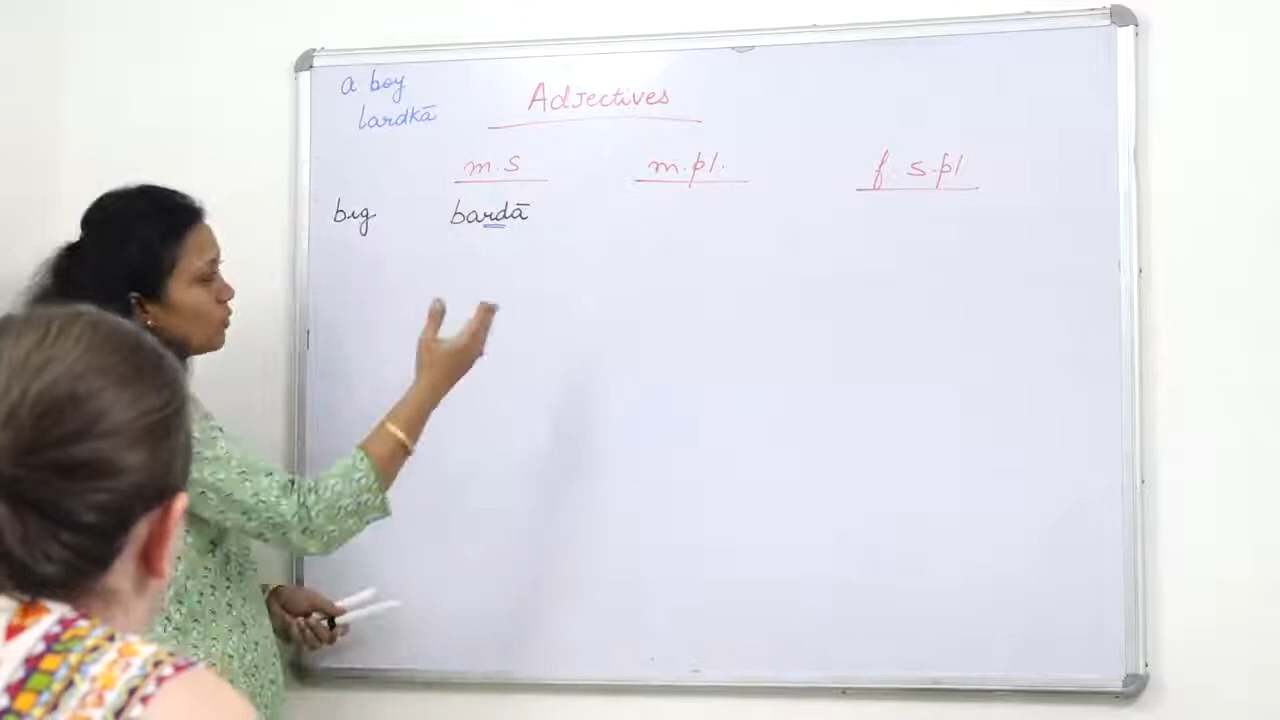 a boy
lardkā
Adjectives
m.s m.pl. f. s.pl
big bardā